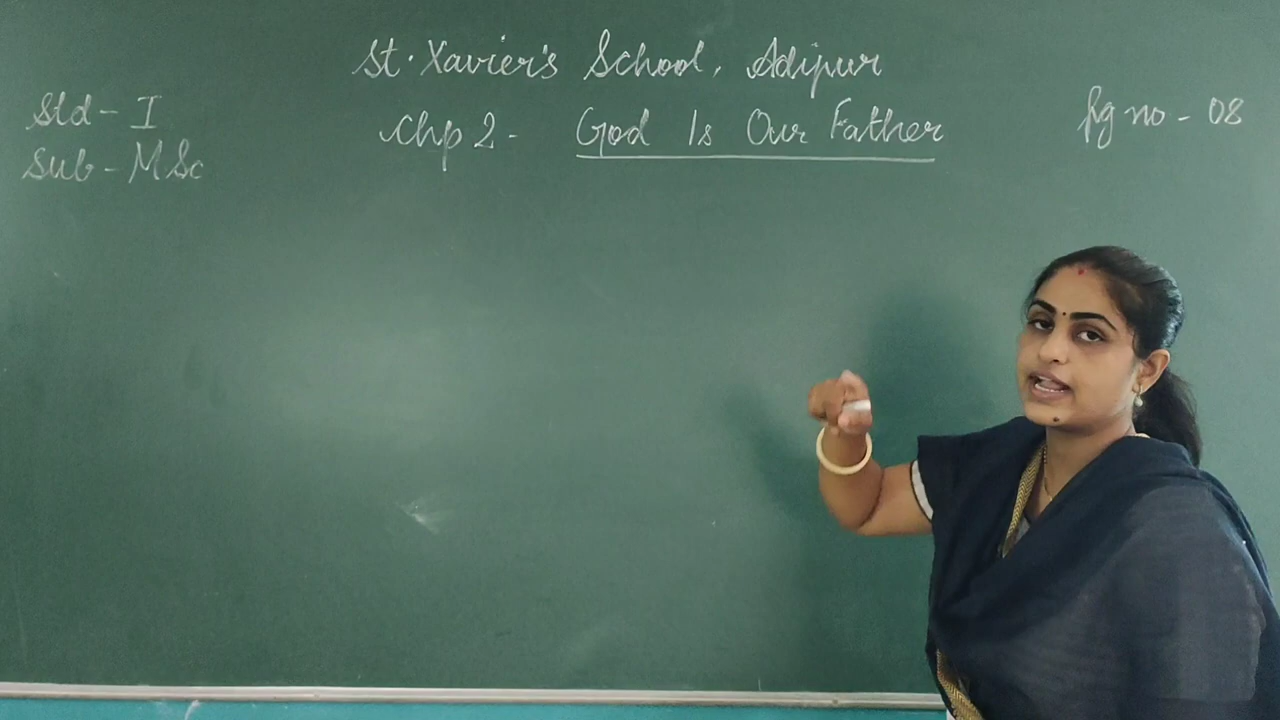 St. Xavier's School, Adipur
Std - I
Chp 2 - God Is Our Father
Pg no - 08
Sub - M Sc